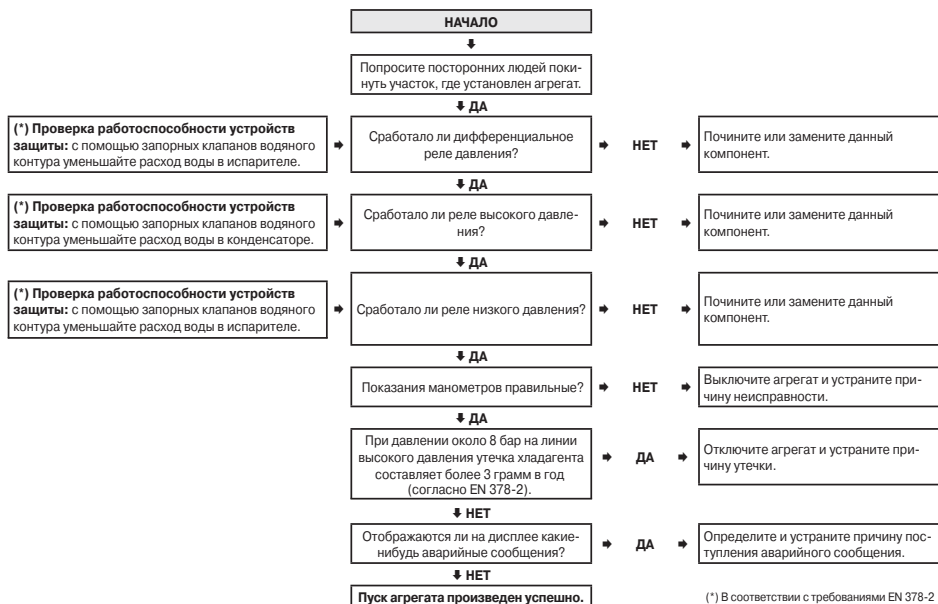 НАЧАЛО
Попросите посторонних людей поки-
нуть участок, где установлен агрегат.
ДА
(*) Проверка работоспособности устройств
защиты: с помощью запорных клапанов водяного
контура уменьшайте расход воды в испарителе.
Сработало ли дифференциальное
реле давления?
НЕТ
Почините или замените данный
компонент.
ДА
(*) Проверка работоспособности устройств
защиты: с помощью запорных клапанов водяного
контура уменьшайте расход воды в конденсаторе.
Сработало ли реле высокого давле-
ния?
НЕТ
Почините или замените данный
компонент.
ДА
(*) Проверка работоспособности устройств
защиты: с помощью запорных клапанов водяного
контура уменьшайте расход воды в испарителе.
Сработало ли реле низкого давления?
НЕТ
Почините или замените данный
компонент.
ДА
Показания манометров правильные?
НЕТ
Выключите агрегат и устраните при-
чину неисправности.
ДА
При давлении около 8 бар на линии
высокого давления утечка хладагента
составляет более 3 грамм в год
(согласно EN 378-2).
ДА
Отключите агрегат и устраните при-
чину утечки.
НЕТ
Отображаются ли на дисплее какие-
нибудь аварийные сообщения?
ДА
Определите и устраните причину пос-
тупления аварийного сообщения.
НЕТ
Пуск агрегата произведен успешно.
(*) В соответствии с требованиями EN 378-2